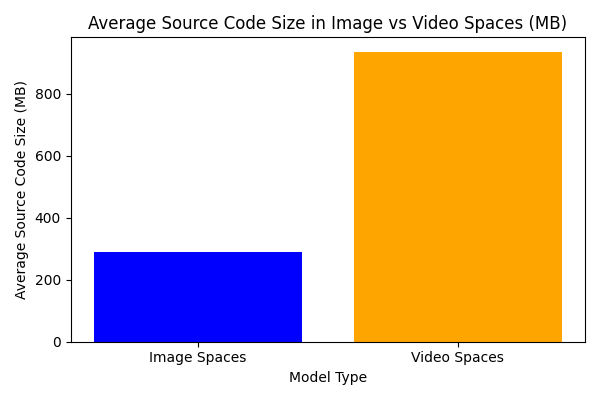 Average Source Code Size in Image vs Video Spaces (MB)
Average Source Code Size (MB)
800
600
400
200
0
Image Spaces
Video Spaces
Model Type